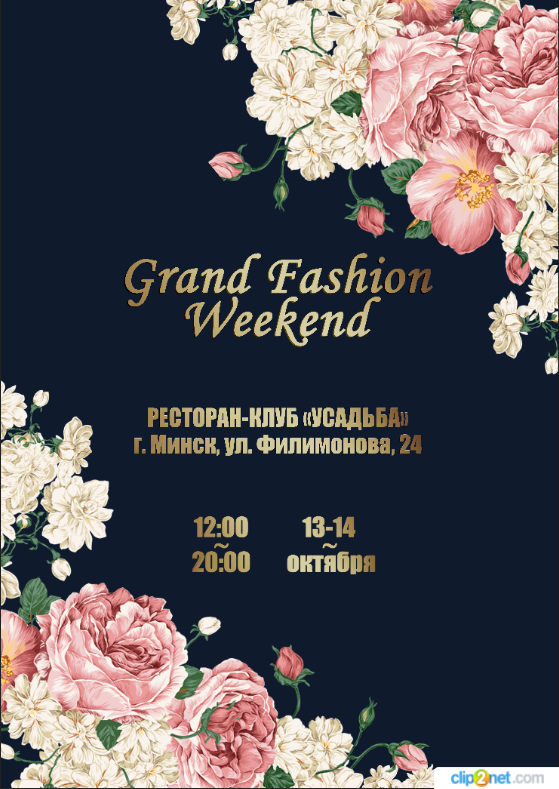 Grand Fashion
Weekend
РЕСТОРАН-КЛУБ «УСАДЬБА»
г. Минск, ул. Филимонова, 24
12:00
~
20:00
13-14
~
октября
clip2net.com